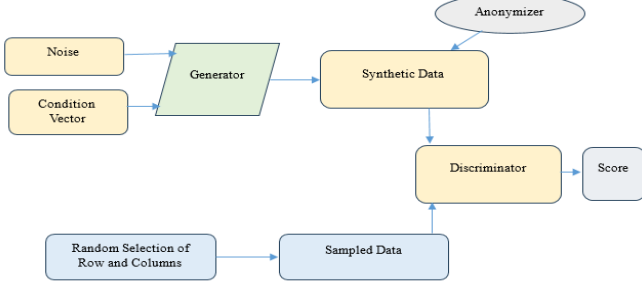 Anonymizer
Noise
Generator
Synthetic Data
Condition
Vector
Discriminator
Score
Random Selection of
Row and Columns
Sampled Data